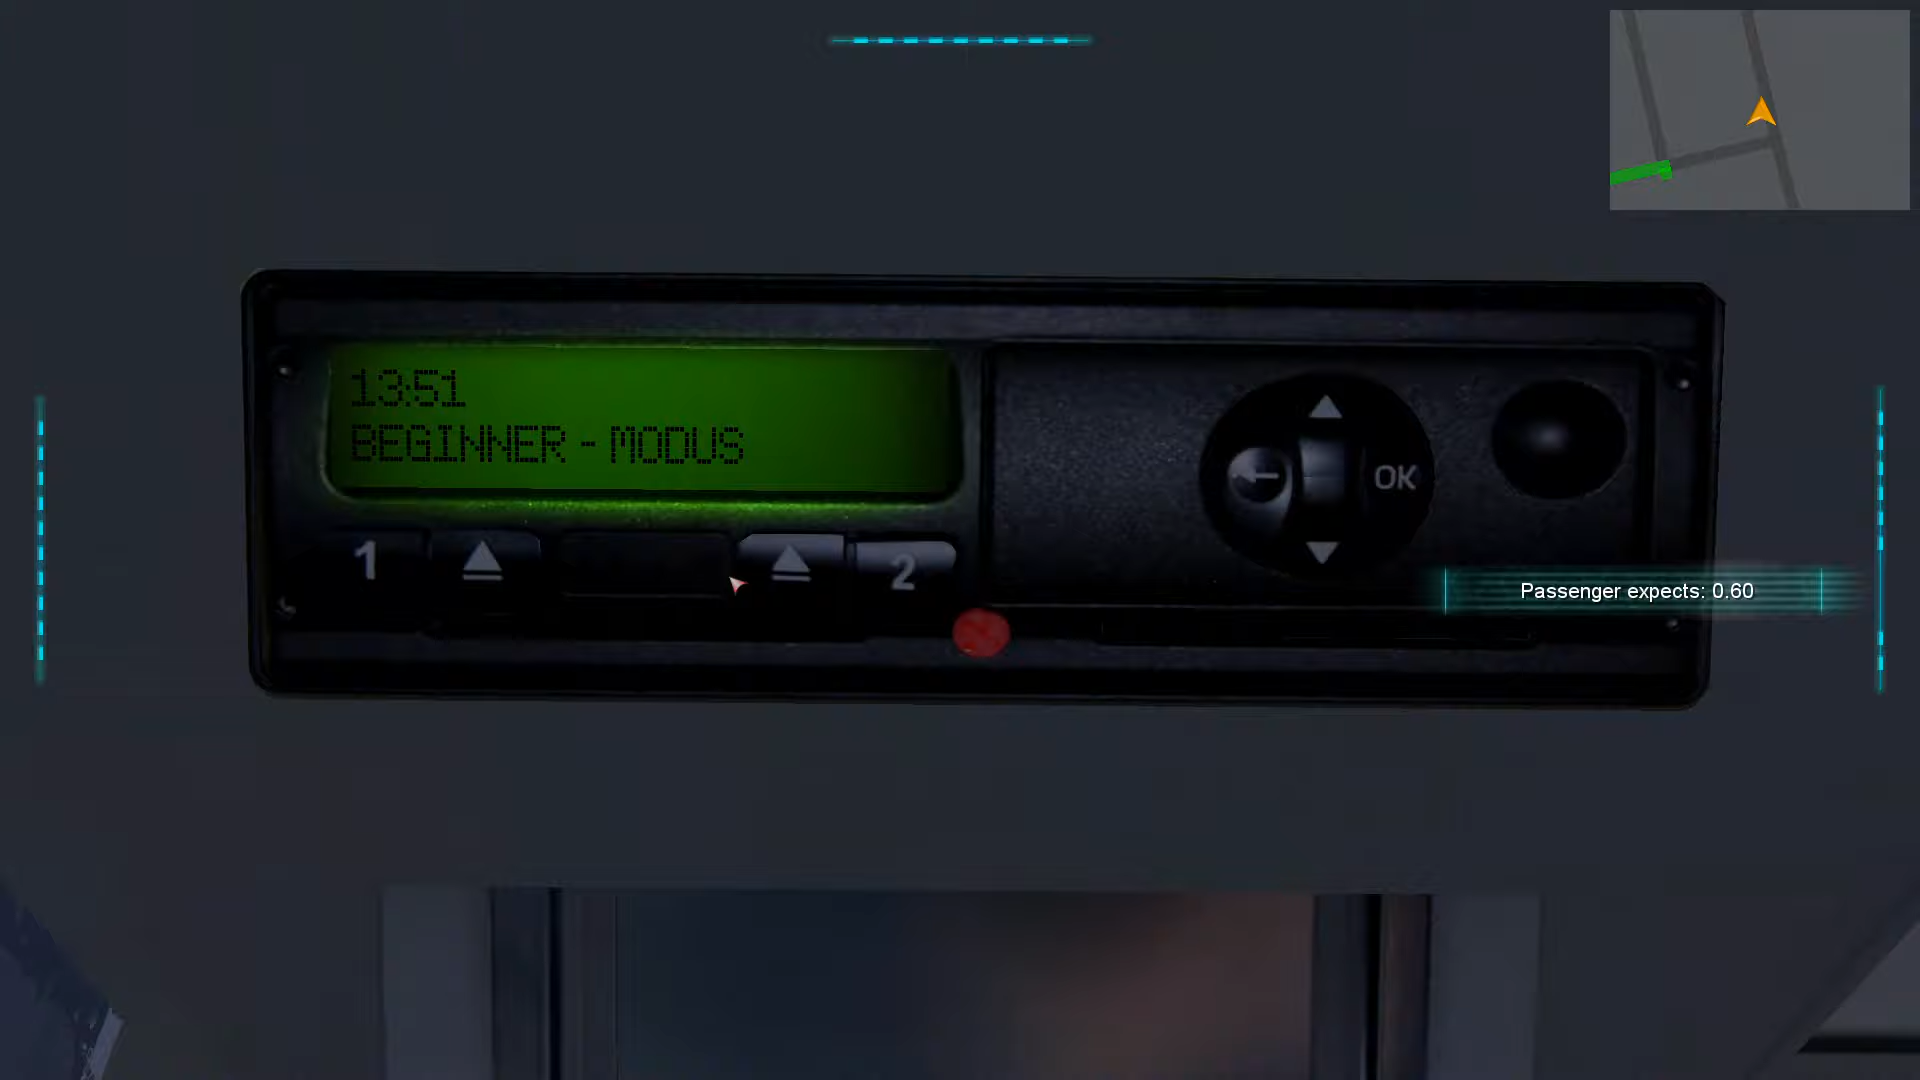 13:51
BEGINNER - MODUS
1
2
OK
Passenger expects: 0.60